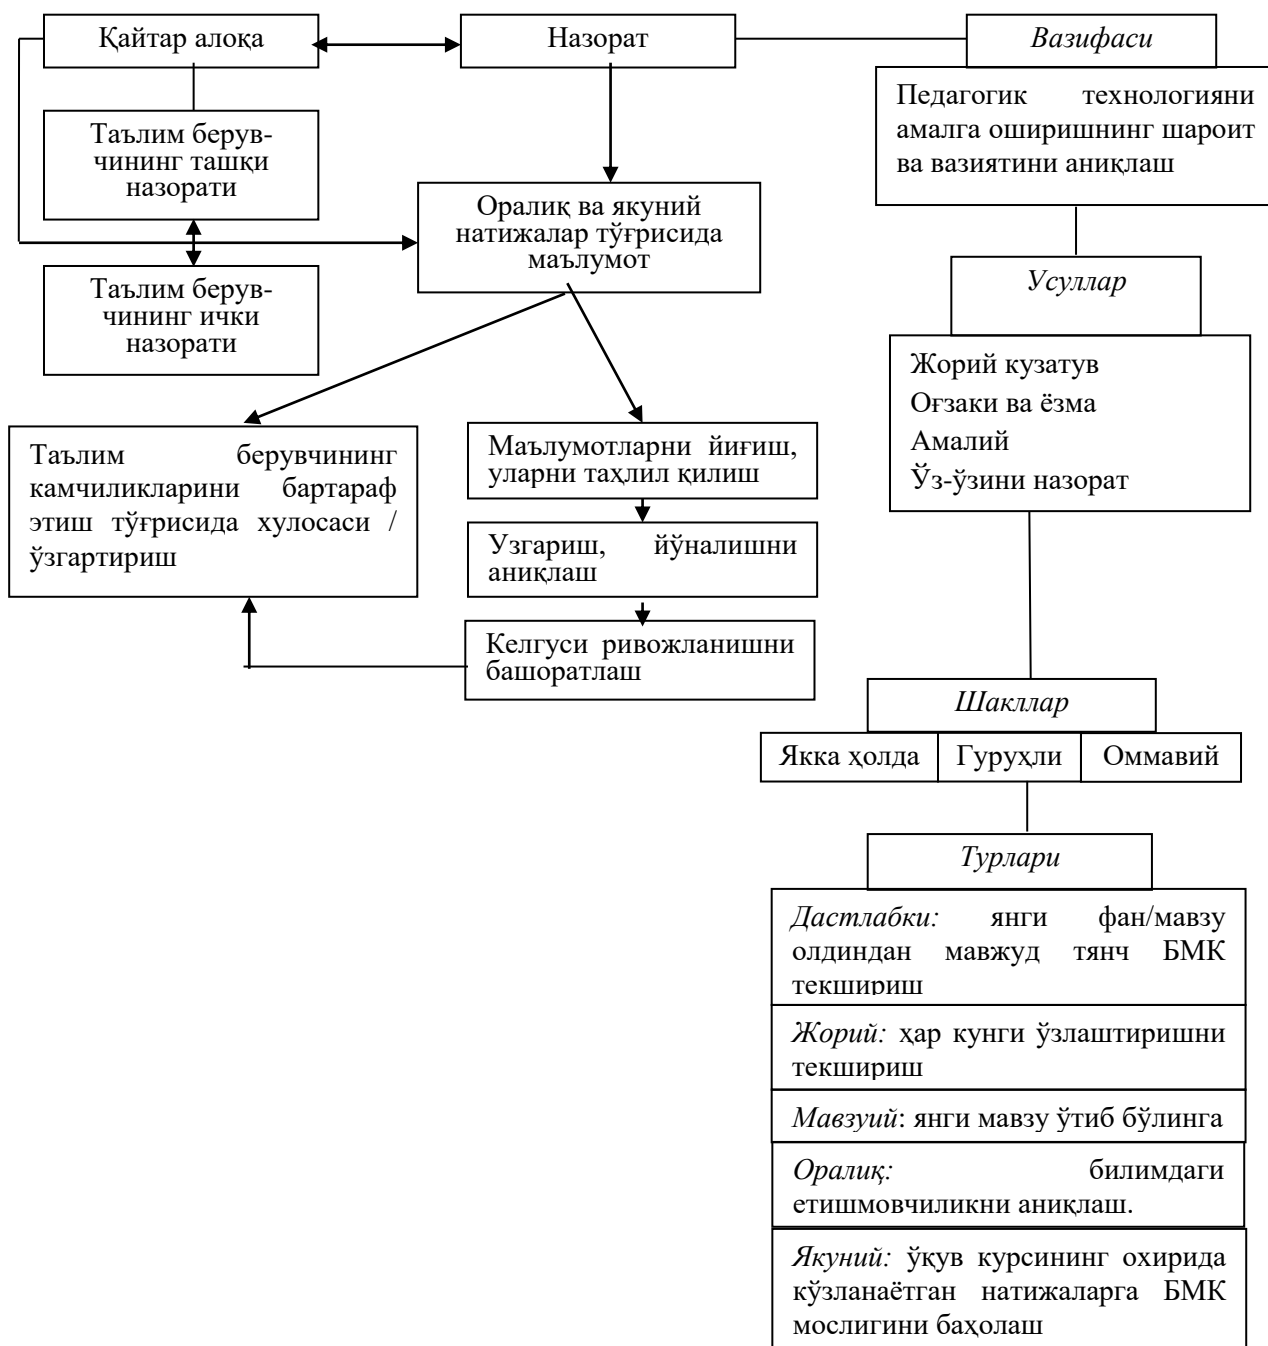 Қайтар алоқа
Назорат
Вазифаси
Педагогик технологияни
амалга оширишнинг шароит
ва вазиятини аниқлаш
Таълим берув-
чининг ташқи
назорати
Оралиқ ва якуний
натижалар тўғрисида
маълумот
Таълим берув-
чининг ички
назорати
Усуллар
Жорий кузатув
Оғзаки ва ёзма
Амалий
Ўз-ўзини назорат
Таълим берувчининг
камчиликларини бартараф
этиш тўғрисида хулосаси /
ўзгартириш
Маълумотларни йиғиш,
уларни таҳлил қилиш
Узгариш, йўналишни
аниқлаш
Келгуси ривожланишни
башоратлаш
Шакллар
Якка ҳолда
Гуруҳли
Оммавий
Турлари
Дастлабки: янги фан/мавзу
олдиндан мавжуд тянч БМК
текшириш
Жорий: ҳар кунги ўзлаштиришни
текшириш
Мавзуий: янги мавзу ўтиб бўлинга
Оралиқ: билимдаги
етишмовчиликни аниқлаш.
Якуний: ўқув курсининг охирида
кўзланаётган натижаларга БМК
мослигини баҳолаш